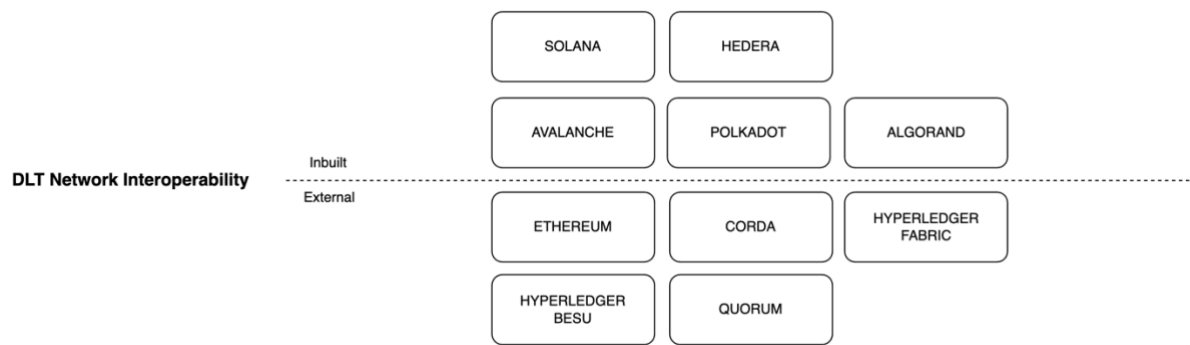 SOLANA
HEDERA
AVALANCHE
POLKADOT
ALGORAND
Inbuilt
DLT Network Interoperability
External
ETHEREUM
CORDA
HYPERLEDGER
FABRIC
HYPERLEDGER
BESU
QUORUM